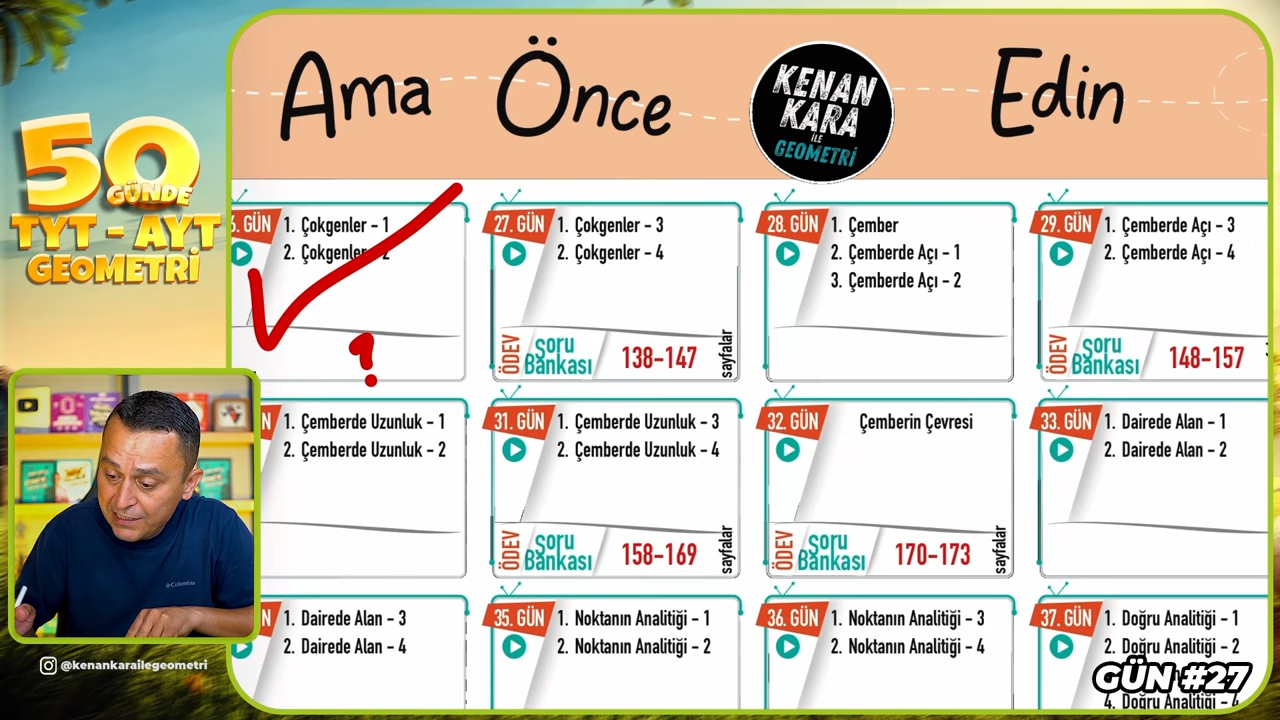 Ama Önce Edin
KENAN
KARA
İLE
GEOMETRİ
50
GÜNDE
TYT - AYT
GEOMETRİ
6. GÜN
1. Çokgenler – 1
2. Çokgenler – 2
?
27. GÜN
1. Çokgenler – 3
2. Çokgenler – 4
ÖDEV
Soru
Bankası
138–147
sayfalar
28. GÜN
1. Çember
2. Çemberde Açı – 1
3. Çemberde Açı – 2
29. GÜN
1. Çemberde Açı – 3
2. Çemberde Açı – 4
ÖDEV
Soru
Bankası
148–157
1. Çemberde Uzunluk – 1
2. Çemberde Uzunluk – 2
31. GÜN
1. Çemberde Uzunluk – 3
2. Çemberde Uzunluk – 4
ÖDEV
Soru
Bankası
158–169
sayfalar
32. GÜN
Çemberin Çevresi
ÖDEV
Soru
Bankası
170–173
sayfalar
33. GÜN
1. Dairede Alan – 1
2. Dairede Alan – 2
1. Dairede Alan – 3
2. Dairede Alan – 4
35. GÜN
1. Noktanın Analitiği – 1
2. Noktanın Analitiği – 2
36. GÜN
1. Noktanın Analitiği – 3
2. Noktanın Analitiği – 4
37. GÜN
1. Doğru Analitiği – 1
2. Doğru Analitiği – 2
4. Doğru Analitiği – 4
GÜN #27
Columbia
@kenankarailegeometri